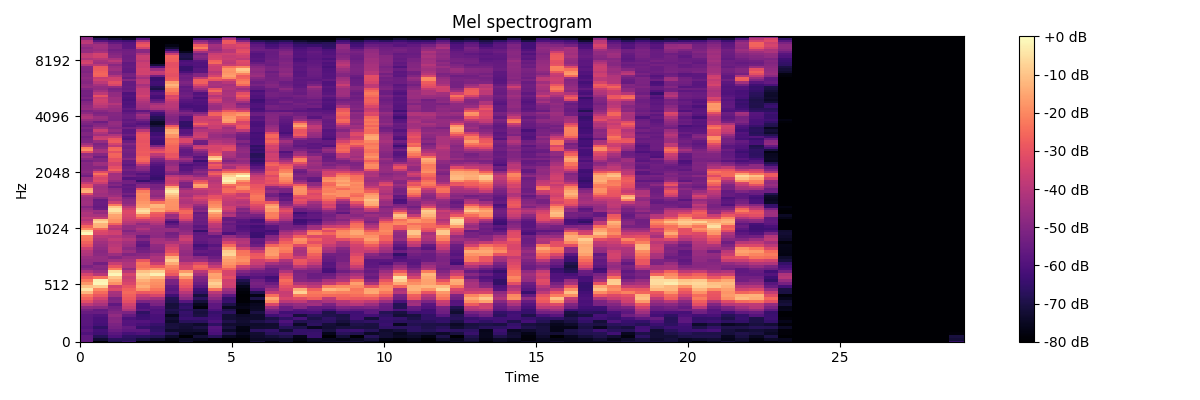 Mel spectrogram
Hz
8192
4096
2048
1024
512
0
0 5 10 15 20 25
Time
+0 dB
-10 dB
-20 dB
-30 dB
-40 dB
-50 dB
-60 dB
-70 dB
-80 dB